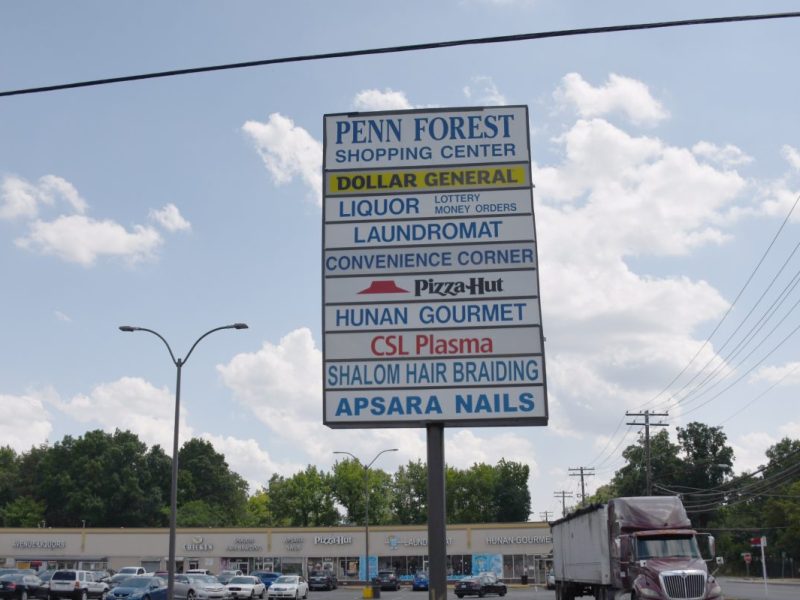 PENN FOREST
SHOPPING CENTER
DOLLAR GENERAL
LIQUOR LOTTERY
MONEY ORDERS
LAUNDROMAT
CONVENIENCE CORNER
Pizza Hut
HUNAN GOURMET
CSL Plasma
SHALOM HAIR BRAIDING
APSARA NAILS
Pizza Hut
HUNAN GOURMET